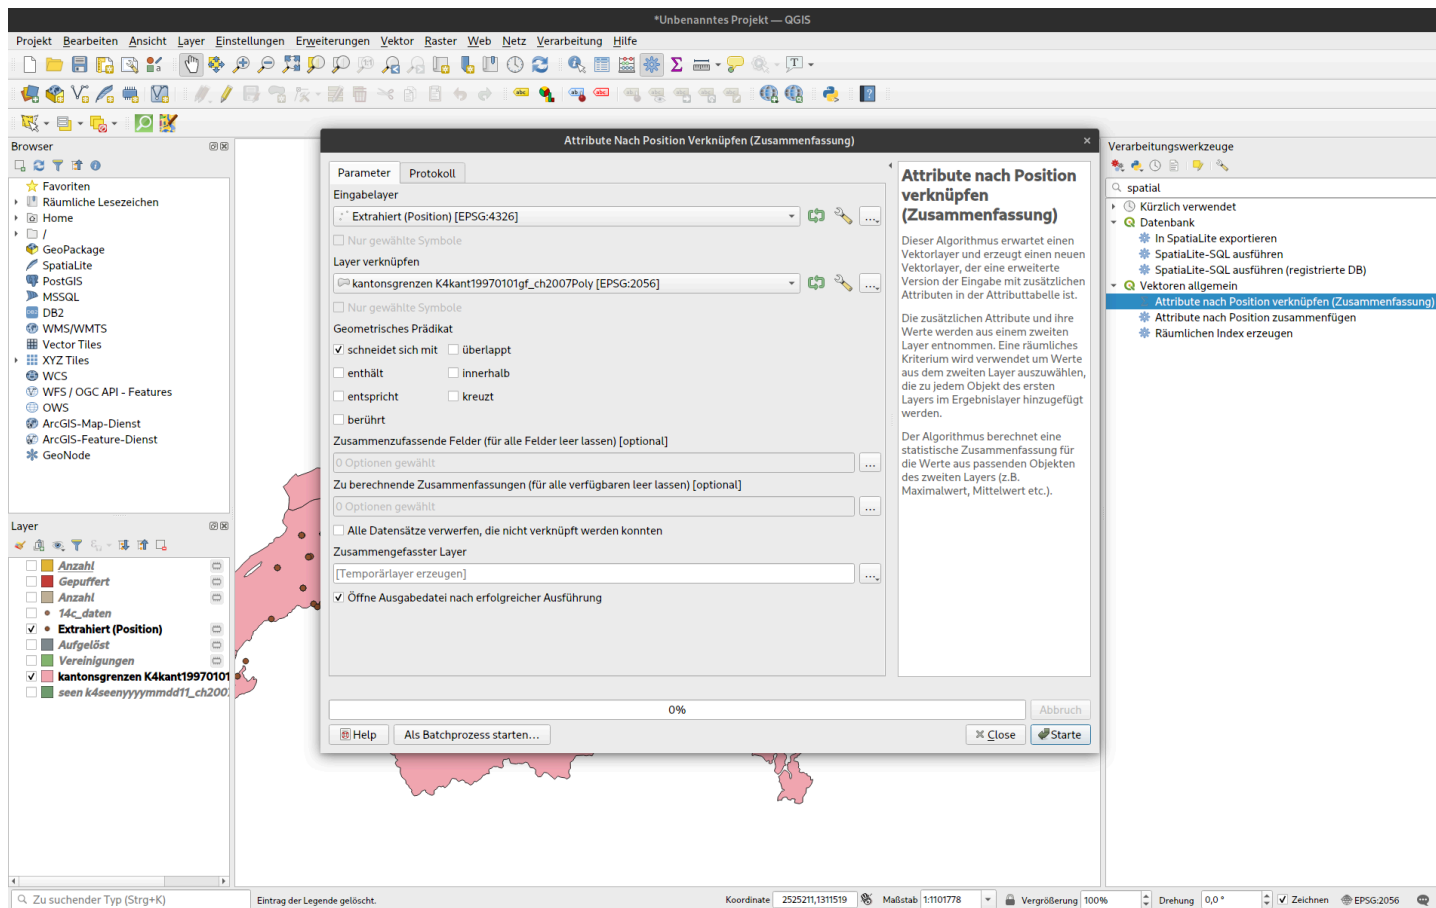 *Unbenanntes Projekt — QGIS
Projekt Bearbeiten Ansicht Layer Einstellungen Erweiterungen Vektor Raster Web Netz Verarbeitung Hilfe
Browser
Favoriten
Räumliche Lesezeichen
Home
/
GeoPackage
SpatiaLite
PostGIS
MSSQL
DB2
WMS/WMTS
Vector Tiles
XYZ Tiles
WCS
WFS / OGC API - Features
OWS
ArcGIS-Map-Dienst
ArcGIS-Feature-Dienst
GeoNode
Layer
Anzahl
Gepuffert
Anzahl
14c_daten
Extrahiert (Position)
Aufgelöst
Vereinigungen
kantonsgrenzen K4kant19970101
seen k4seenyyyymmdd11_ch200
Attribute Nach Position Verknüpfen (Zusammenfassung)
Parameter Protokoll
Eingabelayer
Extrahiert (Position) [EPSG:4326]
Nur gewählte Symbole
Layer verknüpfen
kantonsgrenzen K4kant19970101gf_ch2007Poly [EPSG:2056]
Nur gewählte Symbole
Geometrisches Prädikat
schneidet sich mit überlappt
enthält innerhalb
entspricht kreuzt
berührt
Zusammenzufassende Felder (für alle Felder leer lassen) [optional]
0 Optionen gewählt
Zu berechnende Zusammenfassungen (für alle verfügbaren leer lassen) [optional]
0 Optionen gewählt
Alle Datensätze verwerfen, die nicht verknüpft werden konnten
Zusammengefasster Layer
[Temporärlayer erzeugen]
Öffne Ausgabedatei nach erfolgreicher Ausführung
0%
Abbruch
Help Als Batchprozess starten... Close Starte
Attribute nach Position
verknüpfen
(Zusammenfassung)
Dieser Algorithmus erwartet einen
Vektorlayer und erzeugt einen neuen
Vektorlayer, der eine erweiterte
Version der Eingabe mit zusätzlichen
Attributen in der Attributtabelle ist.
Die zusätzlichen Attribute und ihre
Werte werden aus einem zweiten
Layer entnommen. Eine räumliches
Kriterium wird verwendet um Werte
aus dem zweiten Layer auszuwählen,
die zu jedem Objekt des ersten
Layers im Ergebnislayer hinzugefügt
werden.
Der Algorithmus berechnet eine
statistische Zusammenfassung für
die Werte aus passenden Objekten
des zweiten Layers (z.B.
Maximalwert, Mittelwert etc.).
Verarbeitungswerkzeuge
spatial
Kürzlich verwendet
Datenbank
In SpatiaLite exportieren
SpatiaLite-SQL ausführen
SpatiaLite-SQL ausführen (registrierte DB)
Vektoren allgemein
Attribute nach Position verknüpfen (Zusammenfassung)
Attribute nach Position zusammenfügen
Räumlichen Index erzeugen
Zu suchender Typ (Strg+K) Eintrag der Legende gelöscht. Koordinate 2525211,1311519 Maßstab 1:1101778 Vergrößerung 100% Drehung 0,0 ° Zeichnen EPSG:2056